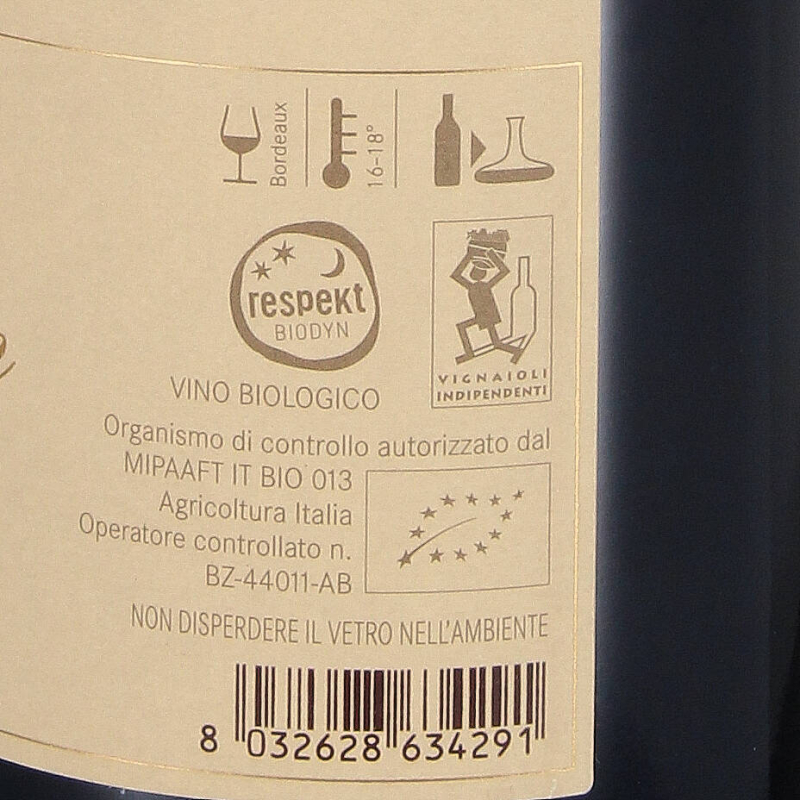 Bordeaux
16-18°
respekt
BIODYN
VIGNAIOLI
INDIPENDENTI
VINO BIOLOGICO
Organismo di controllo autorizzato dal
MIPAAFT IT BIO 013
Agricoltura Italia
Operatore controllato n.
BZ-44011-AB
NON DISPERDERE IL VETRO NELL'AMBIENTE
8 032628 634291